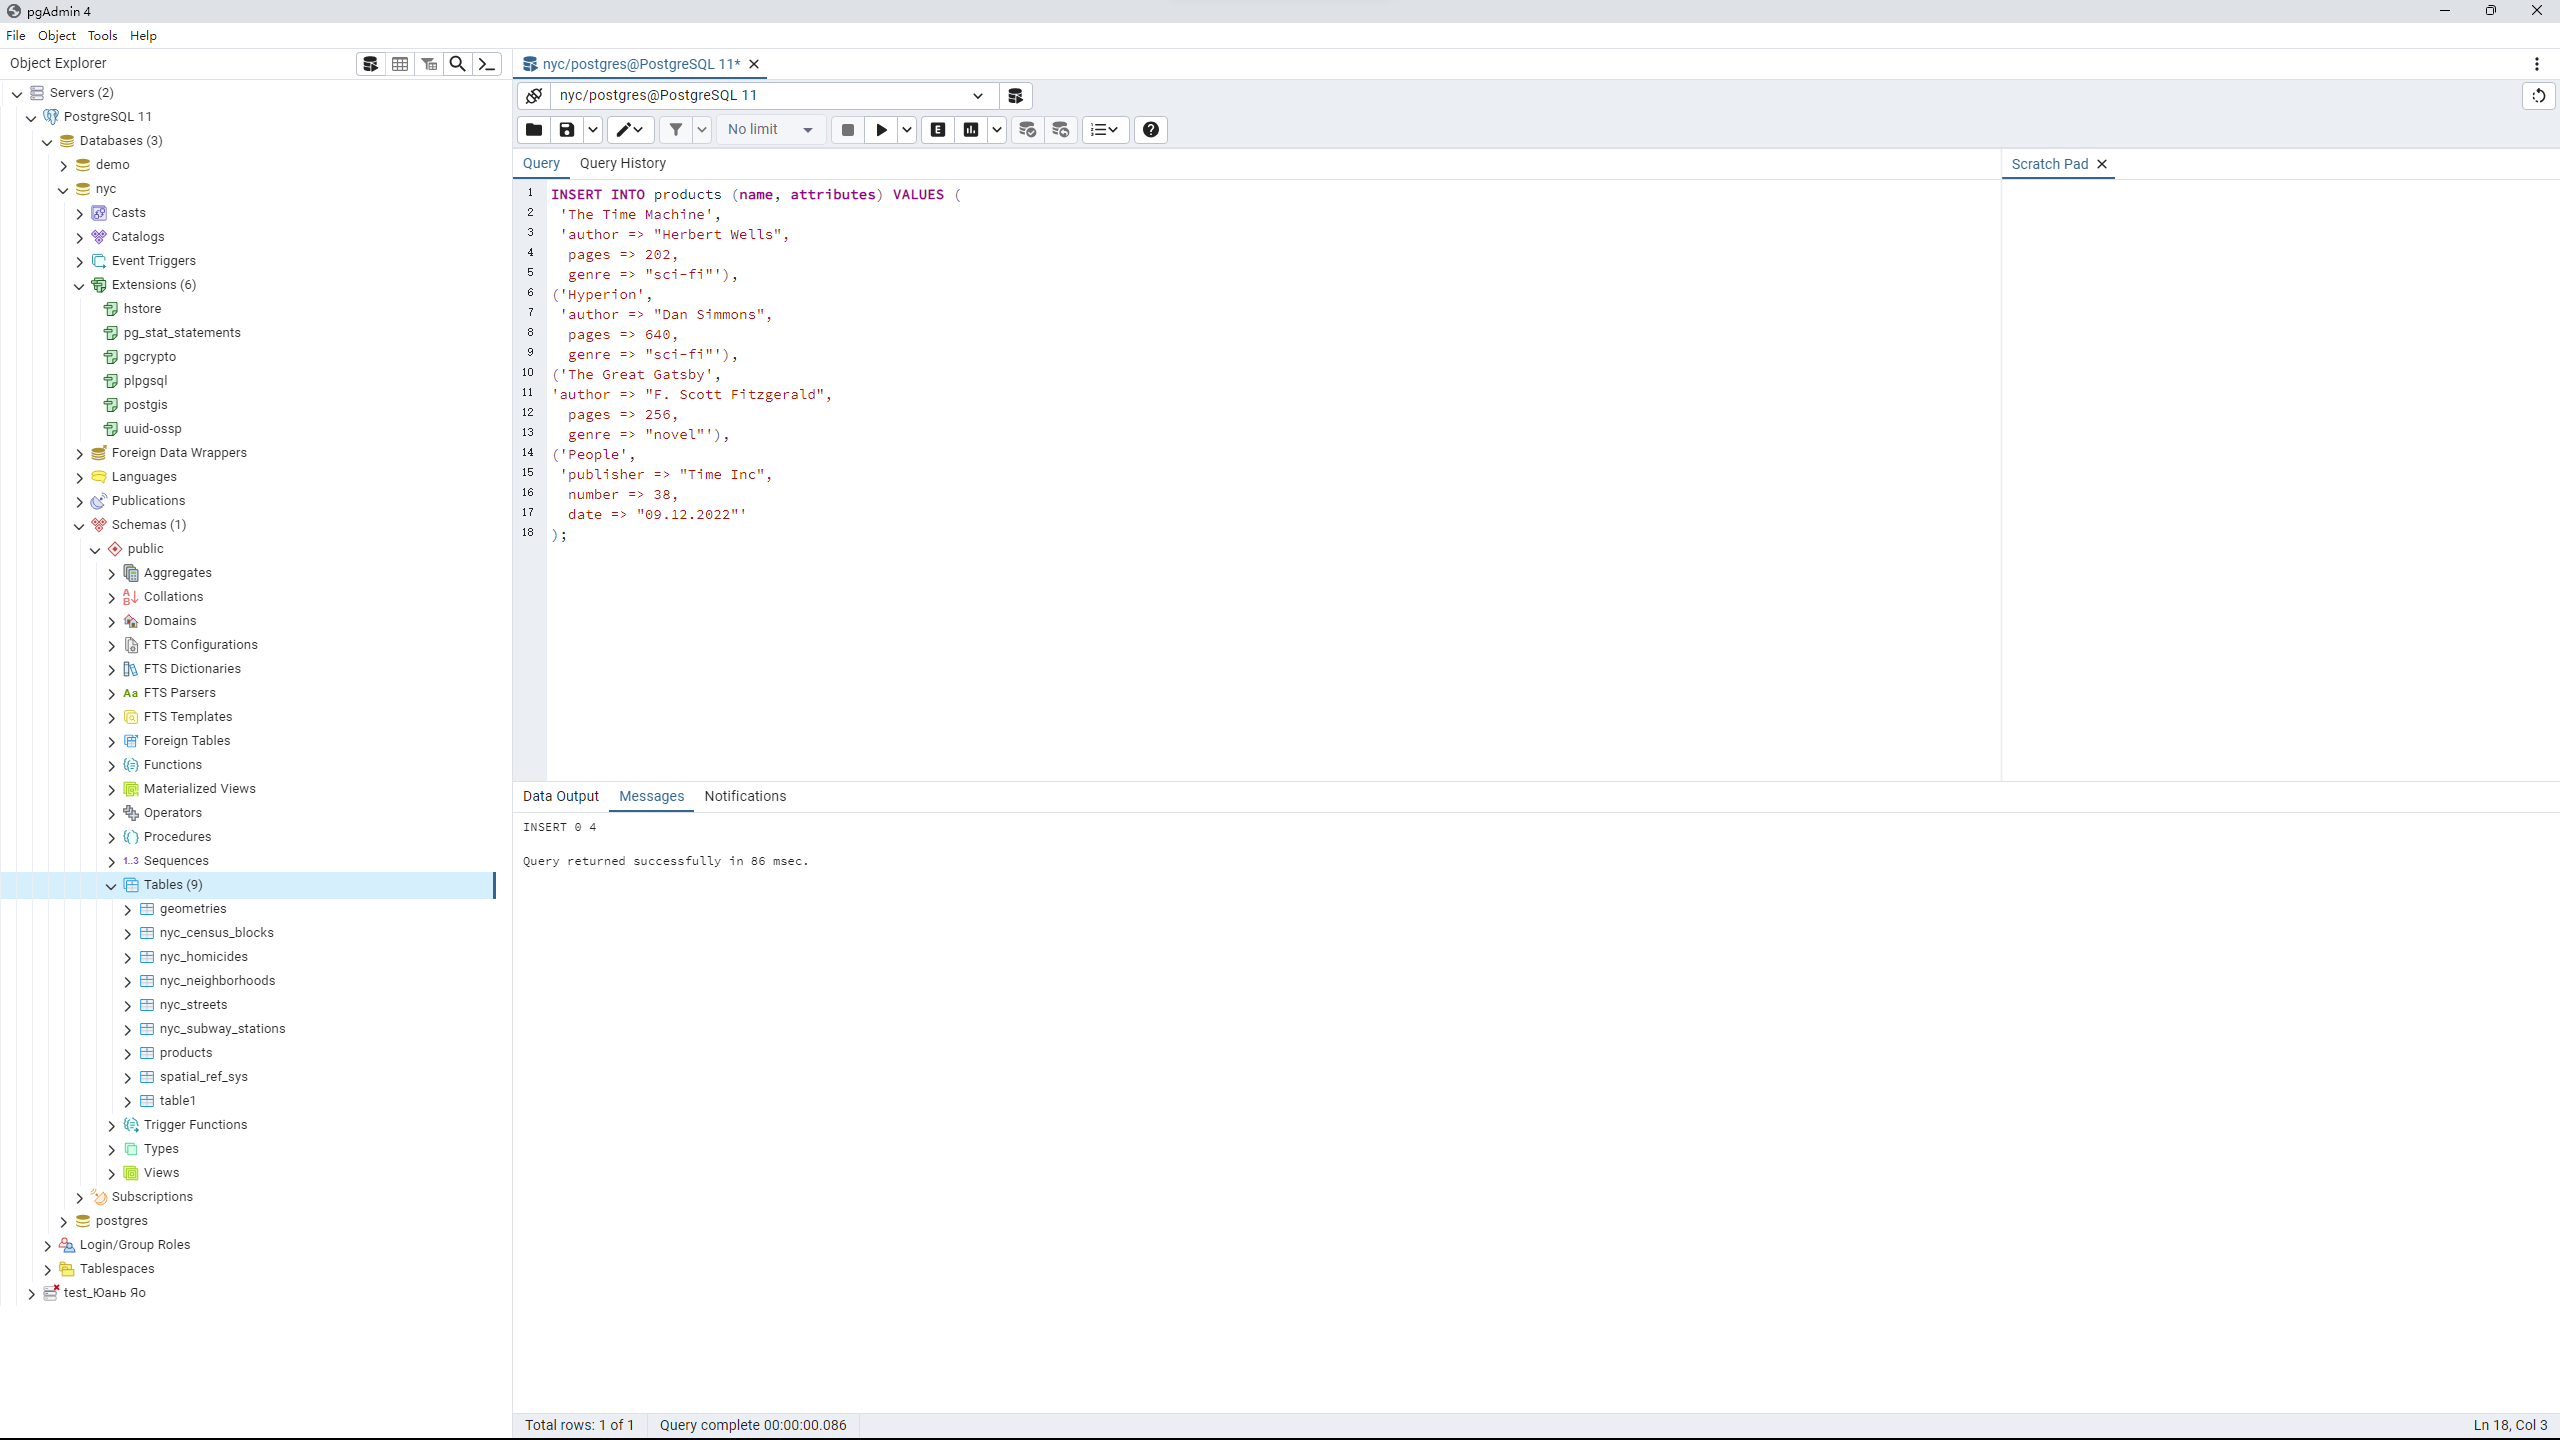 pgAdmin 4
File Object Tools Help
Object Explorer
Servers (2)
PostgreSQL 11
Databases (3)
demo
nyc
Casts
Catalogs
Event Triggers
Extensions (6)
hstore
pg_stat_statements
pgcrypto
plpgsql
postgis
uuid-ossp
Foreign Data Wrappers
Languages
Publications
Schemas (1)
public
Aggregates
Collations
Domains
FTS Configurations
FTS Dictionaries
Aa FTS Parsers
FTS Templates
Foreign Tables
Functions
Materialized Views
Operators
Procedures
1..3 Sequences
Tables (9)
geometries
nyc_census_blocks
nyc_homicides
nyc_neighborhoods
nyc_streets
nyc_subway_stations
products
spatial_ref_sys
table1
Trigger Functions
Types
Views
Subscriptions
postgres
Login/Group Roles
Tablespaces
test_Юань Яо
nyc/postgres@PostgreSQL 11*
nyc/postgres@PostgreSQL 11
No limit
E
Query Query History
Scratch Pad
1 INSERT INTO products (name, attributes) VALUES (
2 'The Time Machine',
3 'author => "Herbert Wells",
4 pages => 202,
5 genre => "sci-fi"'),
6 ('Hyperion',
7 'author => "Dan Simmons",
8 pages => 640,
9 genre => "sci-fi"'),
10 ('The Great Gatsby',
11 'author => "F. Scott Fitzgerald",
12 pages => 256,
13 genre => "novel"'),
14 ('People',
15 'publisher => "Time Inc",
16 number => 38,
17 date => "09.12.2022"'
18 );
Data Output Messages Notifications
INSERT 0 4
Query returned successfully in 86 msec.
Total rows: 1 of 1 Query complete 00:00:00.086 Ln 18, Col 3